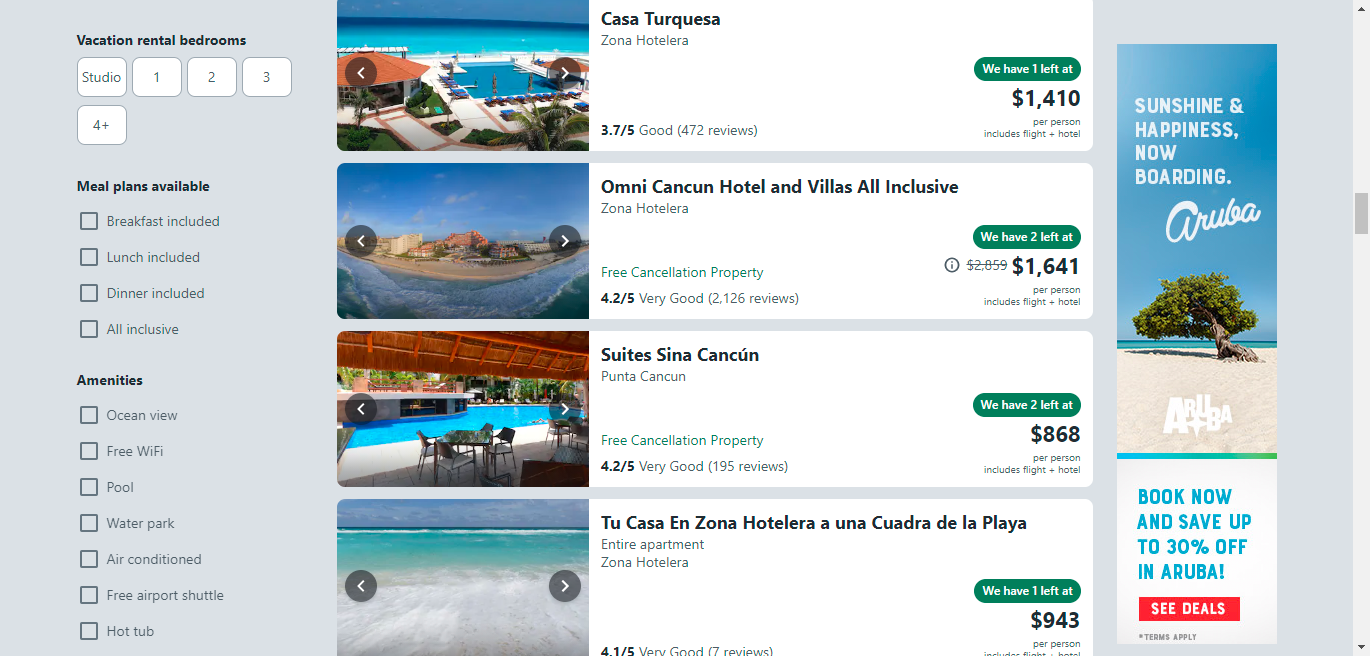 Vacation rental bedrooms
Studio
1
2
3
4+
Meal plans available
Breakfast included
Lunch included
Dinner included
All inclusive
Amenities
Ocean view
Free WiFi
Pool
Water park
Air conditioned
Free airport shuttle
Hot tub
Casa Turquesa
Zona Hotelera
We have 1 left at
$1,410
per person
includes flight + hotel
3.7/5 Good (472 reviews)
Omni Cancun Hotel and Villas All Inclusive
Zona Hotelera
We have 2 left at
$2,859 $1,641
per person
includes flight + hotel
Free Cancellation Property
4.2/5 Very Good (2,126 reviews)
Suites Sina Cancún
Punta Cancun
We have 2 left at
$868
per person
includes flight + hotel
Free Cancellation Property
4.2/5 Very Good (195 reviews)
Tu Casa En Zona Hotelera a una Cuadra de la Playa
Entire apartment
Zona Hotelera
We have 1 left at
$943
per person
includes flight + hotel
4.1/5 Very Good (7 reviews)
SUNSHINE &
HAPPINESS,
NOW
BOARDING.
aruba
ARUBA
BOOK NOW
AND SAVE UP
TO 30% OFF
IN ARUBA!
SEE DEALS
*TERMS APPLY